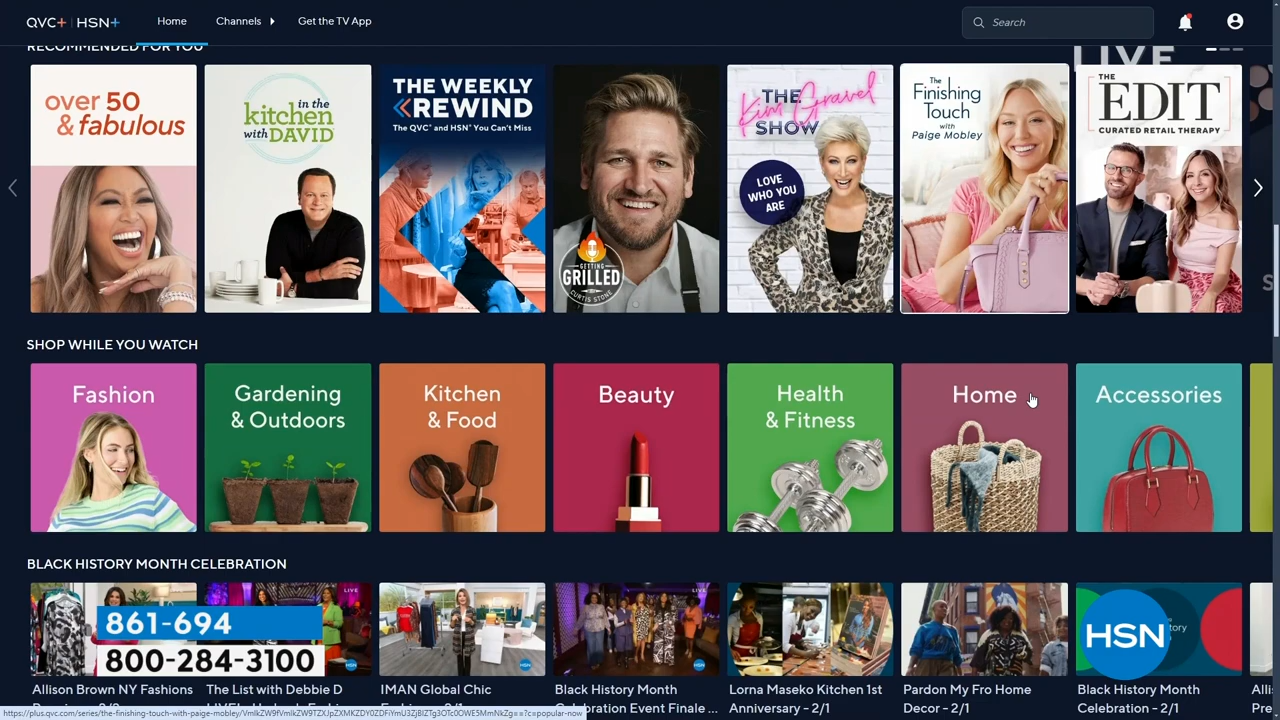 QVC+ | HSN+
Home
Channels
Get the TV App
Search
RECOMMENDED FOR YOU
LIVE
over 50
& fabulous
in the
kitchen
with DAVID
THE WEEKLY
REWIND
The QVC® and HSN® You Can't Miss
GETTING
GRILLED
CURTIS STONE
THE Kim Gravel
SHOW
LOVE
WHO YOU
ARE
The
Finishing
Touch
with
Paige Mobley
THE
EDIT
CURATED RETAIL THERAPY
SHOP WHILE YOU WATCH
Fashion
Gardening
& Outdoors
Kitchen
& Food
Beauty
Health
& Fitness
Home
Accessories
BLACK HISTORY MONTH CELEBRATION
861-694
800-284-3100
LIVE
LIVE
HSN
Allison Brown NY Fashions
The List with Debbie D
IMAN Global Chic
Fashions - 2/1
Black History Month
Celebration Event Finale ...
Lorna Maseko Kitchen 1st
Anniversary - 2/1
Pardon My Fro Home
Decor - 2/1
Black History Month
Celebration - 2/1